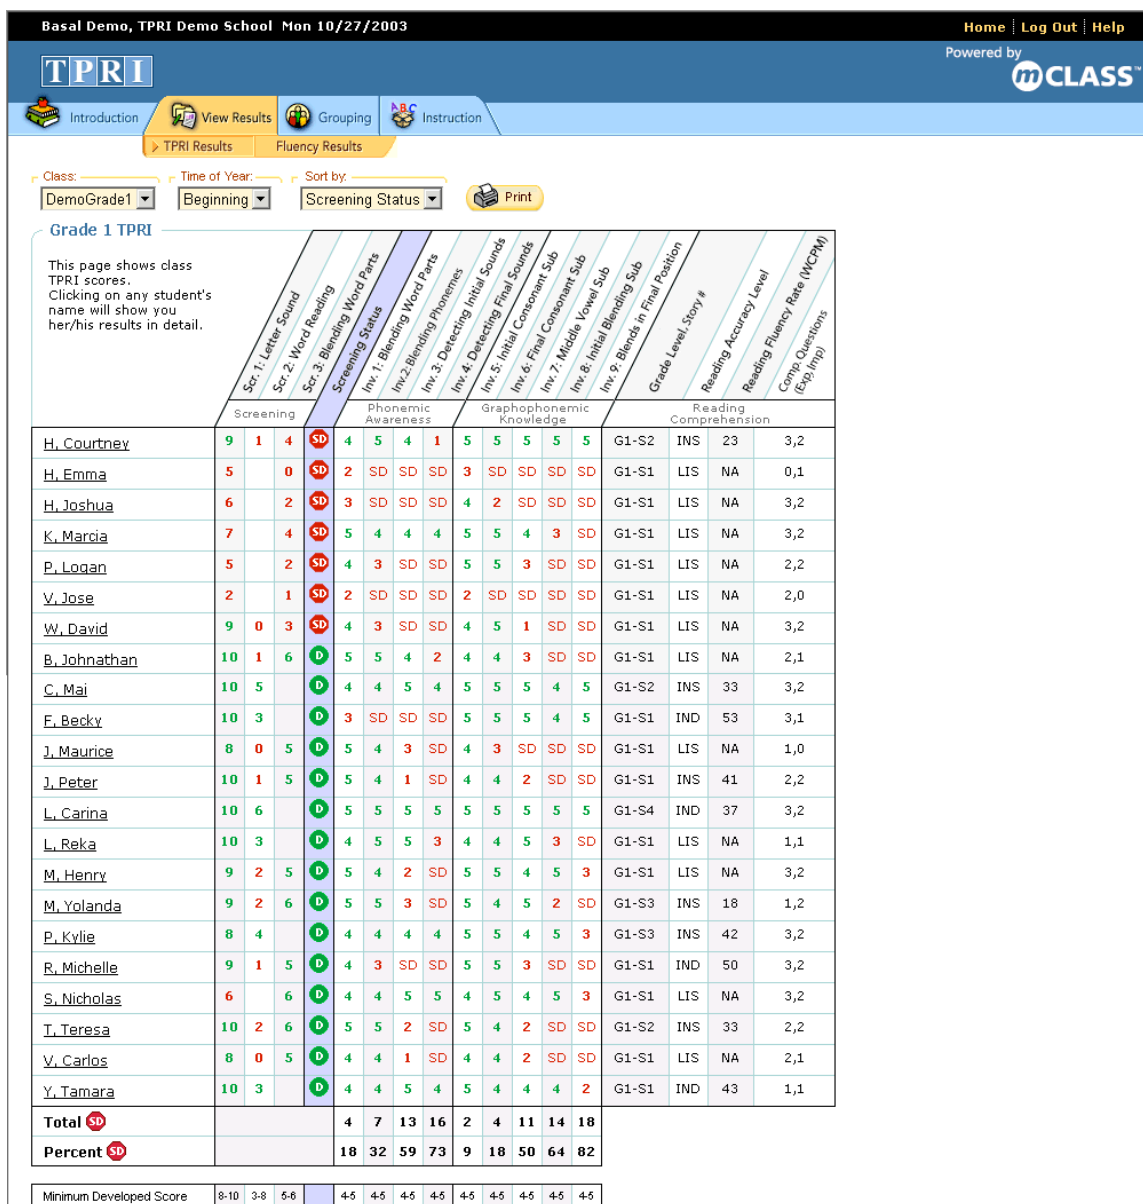 Basal Demo, TPRI Demo School Mon 10/27/2003
Home Log Out Help
TPRI
Powered by
mCLASS™
Introduction View Results Grouping Instruction
TPRI Results Fluency Results
Class: Time of Year: Sort by:
DemoGrade1 Beginning Screening Status Print
Grade 1 TPRI
This page shows class
TPRI scores.
Clicking on any student's
name will show you
her/his results in detail.
Scr. 1: Letter Sound
Scr. 2: Word Reading
Scr. 3: Blending Word Parts
Screening Status
Inv. 1: Blending Word Parts
Inv.2: Blending Phonemes
Inv. 3: Detecting Initial Sounds
Inv. 4: Detecting Final Sounds
Inv. 5: Initial Consonant Sub
Inv. 6: Final Consonant Sub
Inv. 7: Middle Vowel Sub
Inv. 8: Initial Blending Sub
Inv. 9: Blends in Final Position
Grade Level, Story #
Reading Accuracy Level
Reading Fluency Rate (WCPM)
Comp. Questions
(Exp, Imp)
Screening
Phonemic
Awareness
Graphophonemic
Knowledge
Reading
Comprehension
H, Courtney 9 1 4 SD 4 5 4 1 5 5 5 5 5 G1-S2 INS 23 3,2
H, Emma 5 0 SD 2 SD SD SD 3 SD SD SD SD G1-S1 LIS NA 0,1
H, Joshua 6 2 SD 3 SD SD SD 4 2 SD SD SD G1-S1 LIS NA 3,2
K, Marcia 7 4 SD 5 4 4 4 5 5 4 3 SD G1-S1 LIS NA 3,2
P, Logan 5 2 SD 4 3 SD SD 5 5 3 SD SD G1-S1 LIS NA 2,2
V, Jose 2 1 SD 2 SD SD SD 2 SD SD SD SD G1-S1 LIS NA 2,0
W, David 9 0 3 SD 4 3 SD SD 4 5 1 SD SD G1-S1 LIS NA 3,2
B, Johnathan 10 1 6 D 5 5 4 2 4 4 3 SD SD G1-S1 LIS NA 2,1
C, Mai 10 5 D 4 4 5 4 5 5 5 4 5 G1-S2 INS 33 3,2
F, Becky 10 3 D 3 SD SD SD 5 5 5 4 5 G1-S1 IND 53 3,1
J, Maurice 8 0 5 D 5 4 3 SD 4 3 SD SD SD G1-S1 LIS NA 1,0
J, Peter 10 1 5 D 5 4 1 SD 4 4 2 SD SD G1-S1 INS 41 2,2
L, Carina 10 6 D 5 5 5 5 5 5 5 5 5 G1-S4 IND 37 3,2
L, Reka 10 3 D 4 5 5 3 4 4 5 3 SD G1-S1 LIS NA 1,1
M, Henry 9 2 5 D 5 4 2 SD 5 5 4 5 3 G1-S1 LIS NA 3,2
M, Yolanda 9 2 6 D 5 5 3 SD 5 4 5 2 SD G1-S3 INS 18 1,2
P, Kylie 8 4 D 4 4 4 4 5 5 4 5 3 G1-S3 INS 42 3,2
R, Michelle 9 1 5 D 4 3 SD SD 5 5 3 SD SD G1-S1 IND 50 3,2
S, Nicholas 6 6 D 4 4 5 5 4 5 4 5 3 G1-S1 LIS NA 3,2
T, Teresa 10 2 6 D 5 5 2 SD 5 4 2 SD SD G1-S2 INS 33 2,2
V, Carlos 8 0 5 D 4 4 1 SD 4 4 2 SD SD G1-S1 LIS NA 2,1
Y, Tamara 10 3 D 4 4 5 4 5 4 4 4 2 G1-S1 IND 43 1,1
Total SD 4 7 13 16 2 4 11 14 18
Percent SD 18 32 59 73 9 18 50 64 82
Minimum Developed Score 8-10 3-8 5-6 4-5 4-5 4-5 4-5 4-5 4-5 4-5 4-5 4-5